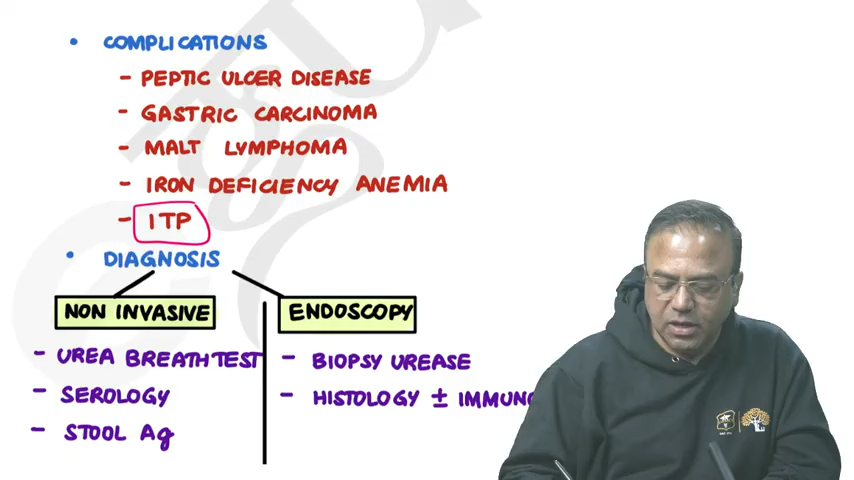 • COMPLICATIONS
- PEPTIC ULCER DISEASE
- GASTRIC CARCINOMA
- MALT LYMPHOMA
- IRON DEFICIENCY ANEMIA
- ITP
• DIAGNOSIS
NON INVASIVE
- UREA BREATH TEST
- SEROLOGY
- STOOL Ag
ENDOSCOPY
- BIOPSY UREASE
- HISTOLOGY ± IMMUNO